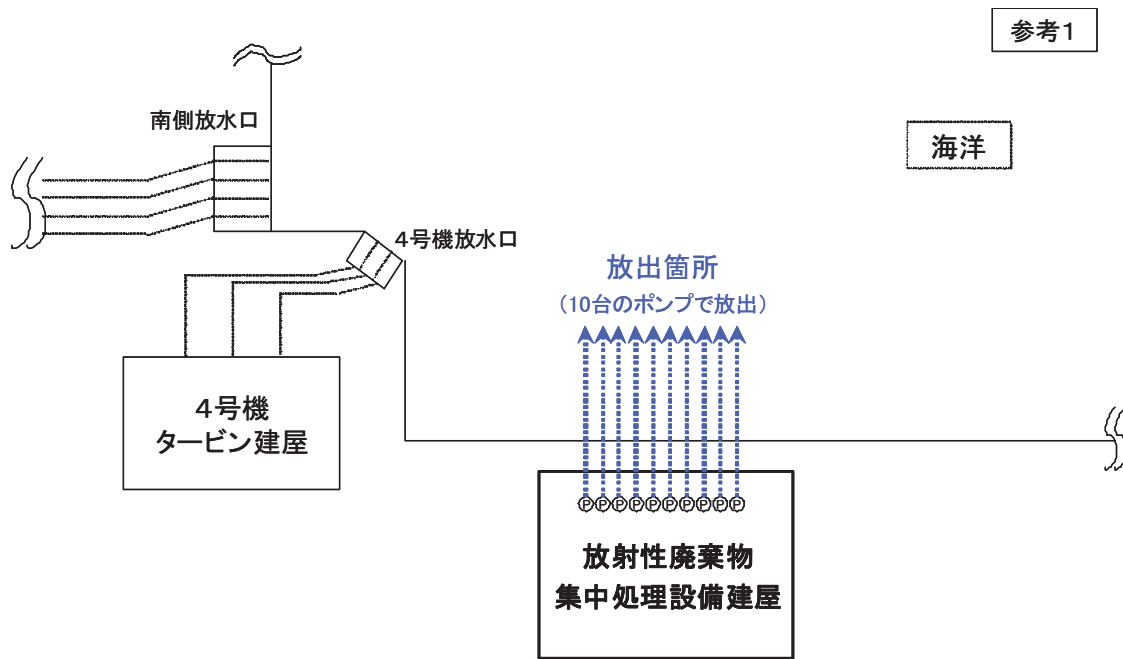 参考1
南側放水口
海洋
4号機放水口
放出箇所
（10台のポンプで放出）
４号機
タービン建屋
ⓅⓅⓅⓅⓅⓅⓅⓅⓅⓅ
放射性廃棄物
集中処理設備建屋